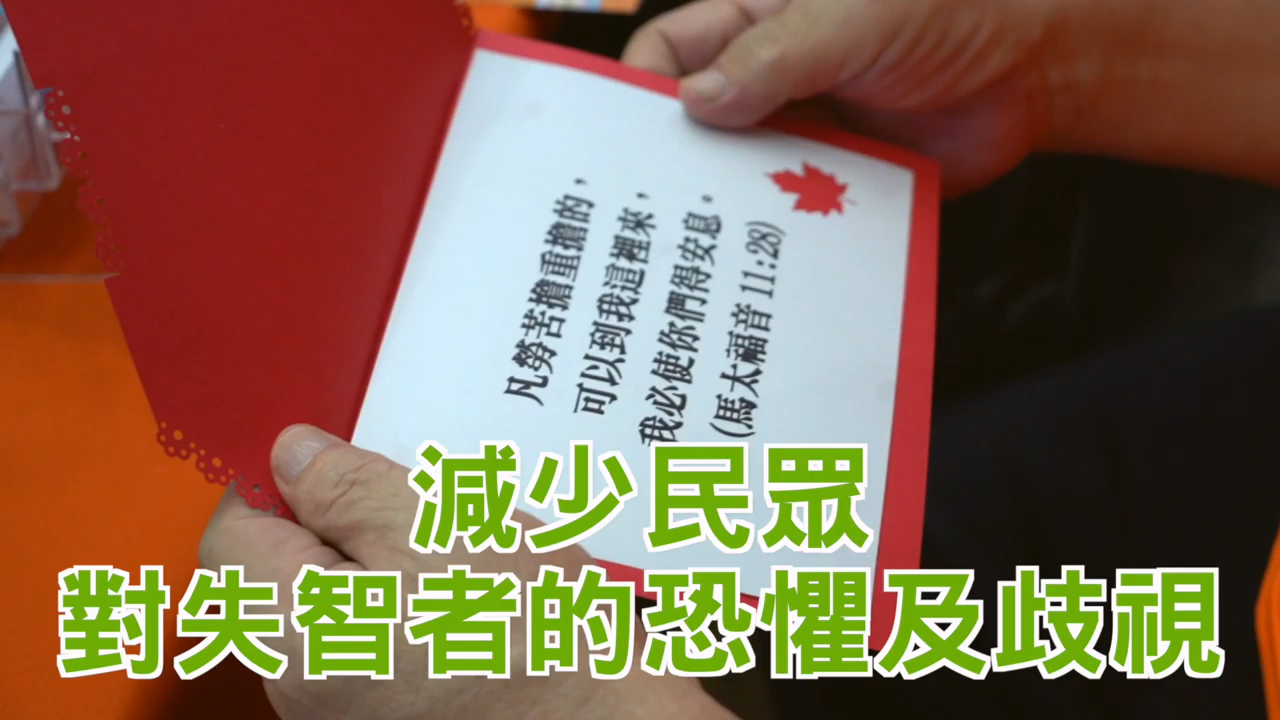 凡勞苦擔重擔的，
可以到我這裡來，
我必使你們得安息。
(馬太福音 11:28)
減少民眾
對失智者的恐懼及歧視